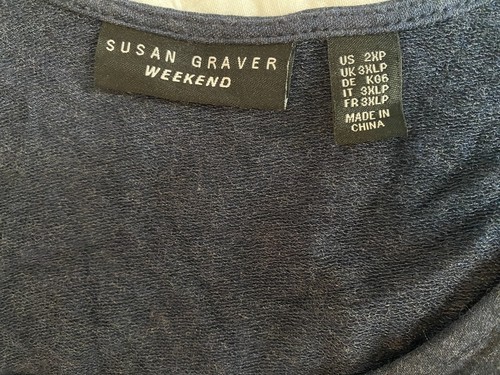 SUSAN GRAVER
WEEKEND
US 2XP
UK 3XLP
DE KG6
IT 3XLP
FR 3XLP
MADE IN
CHINA